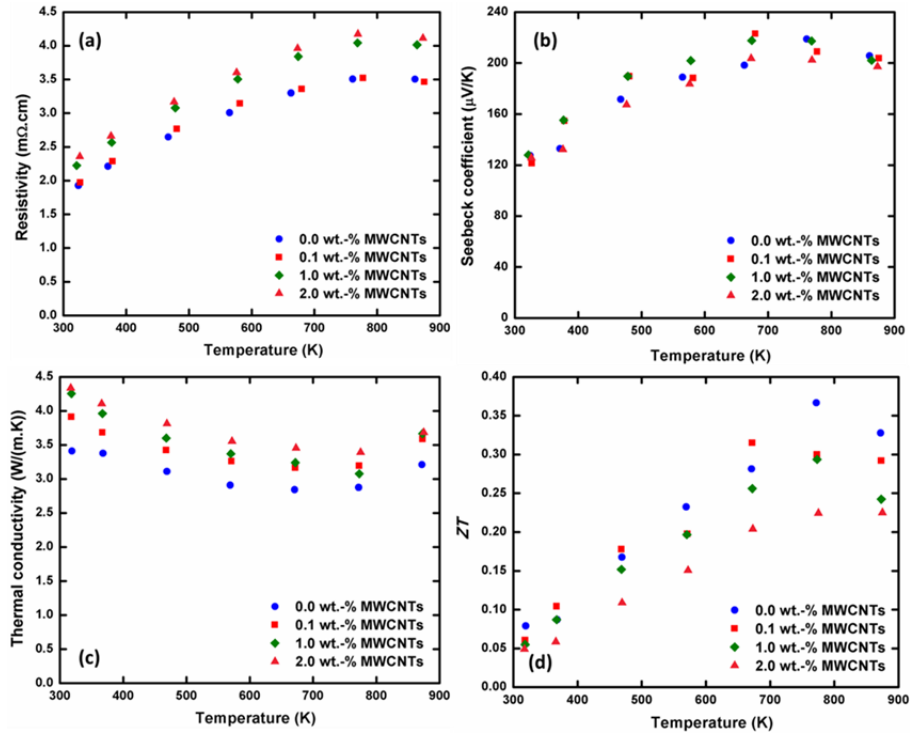 (a)
Resistivity (mΩ.cm)
4.5
4.0
3.5
3.0
2.5
2.0
1.5
1.0
0.5
0.0
0.0 wt.-% MWCNTs
0.1 wt.-% MWCNTs
1.0 wt.-% MWCNTs
2.0 wt.-% MWCNTs
300 400 500 600 700 800 900
Temperature (K)
(b)
Seebeck coefficient (µV/K)
240
200
160
120
80
40
0
0.0 wt.-% MWCNTs
0.1 wt.-% MWCNTs
1.0 wt.-% MWCNTs
2.0 wt.-% MWCNTs
300 400 500 600 700 800 900
Temperature (K)
Thermal conductivity (W/(m.K))
4.5
4.0
3.5
3.0
2.5
2.0
1.5
1.0
0.5
0.0
0.0 wt.-% MWCNTs
0.1 wt.-% MWCNTs
1.0 wt.-% MWCNTs
2.0 wt.-% MWCNTs
(c)
300 400 500 600 700 800 900
Temperature (K)
ZT
0.40
0.35
0.30
0.25
0.20
0.15
0.10
0.05
0.00
0.0 wt.-% MWCNTs
0.1 wt.-% MWCNTs
1.0 wt.-% MWCNTs
2.0 wt.-% MWCNTs
(d)
300 400 500 600 700 800 900
Temperature (K)